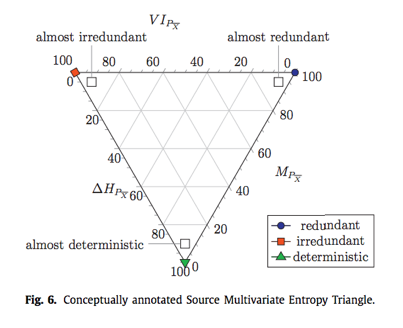 VI_{P_{\overline{X}}}
almost irredundant almost redundant
100 80 60 40 20 0
0 100
20 80
40 60
ΔH_{P_{\overline{X}}} 60 M_{P_{\overline{X}}}
40
80 20
almost deterministic
100 0
redundant
irredundant
deterministic
Fig. 6. Conceptually annotated Source Multivariate Entropy Triangle.